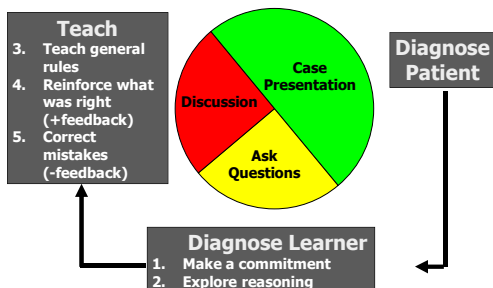 Teach
3. Teach general
rules
4. Reinforce what
was right
(+feedback)
5. Correct
mistakes
(-feedback)
Case
Presentation
Discussion
Ask
Questions
Diagnose
Patient
Diagnose Learner
1. Make a commitment
2. Explore reasoning